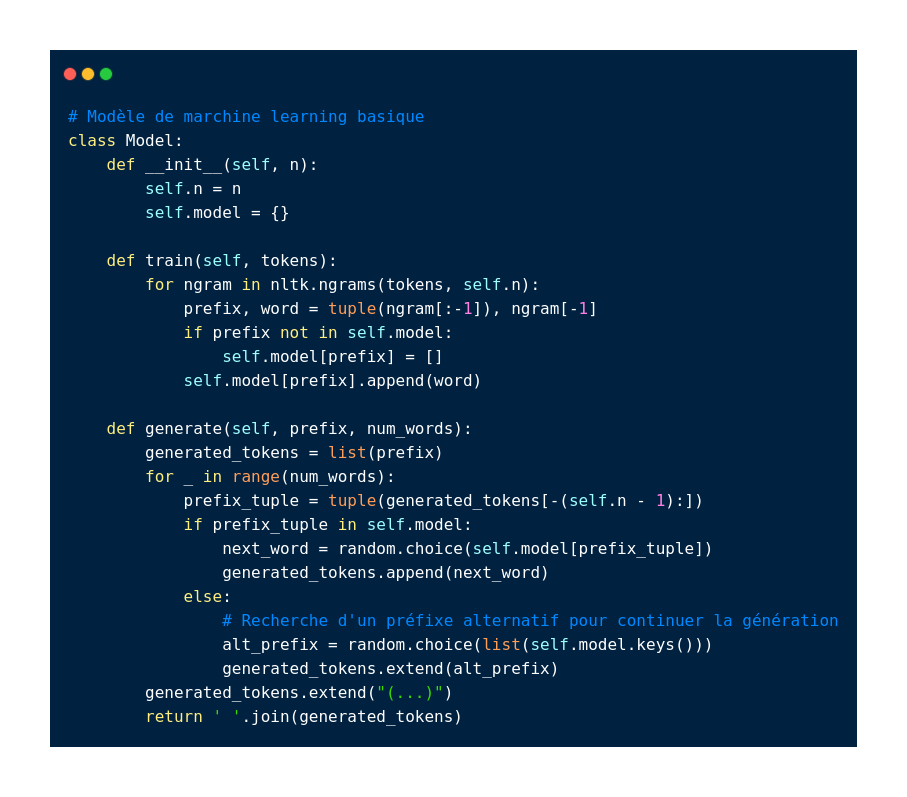 # Modèle de marchine learning basique
class Model:
    def __init__(self, n):
        self.n = n
        self.model = {}

    def train(self, tokens):
        for ngram in nltk.ngrams(tokens, self.n):
            prefix, word = tuple(ngram[:-1]), ngram[-1]
            if prefix not in self.model:
                self.model[prefix] = []
            self.model[prefix].append(word)

    def generate(self, prefix, num_words):
        generated_tokens = list(prefix)
        for _ in range(num_words):
            prefix_tuple = tuple(generated_tokens[-(self.n - 1):])
            if prefix_tuple in self.model:
                next_word = random.choice(self.model[prefix_tuple])
                generated_tokens.append(next_word)
            else:
                # Recherche d'un préfixe alternatif pour continuer la génération
                alt_prefix = random.choice(list(self.model.keys()))
                generated_tokens.extend(alt_prefix)
        generated_tokens.extend("(...)")
        return ' '.join(generated_tokens)